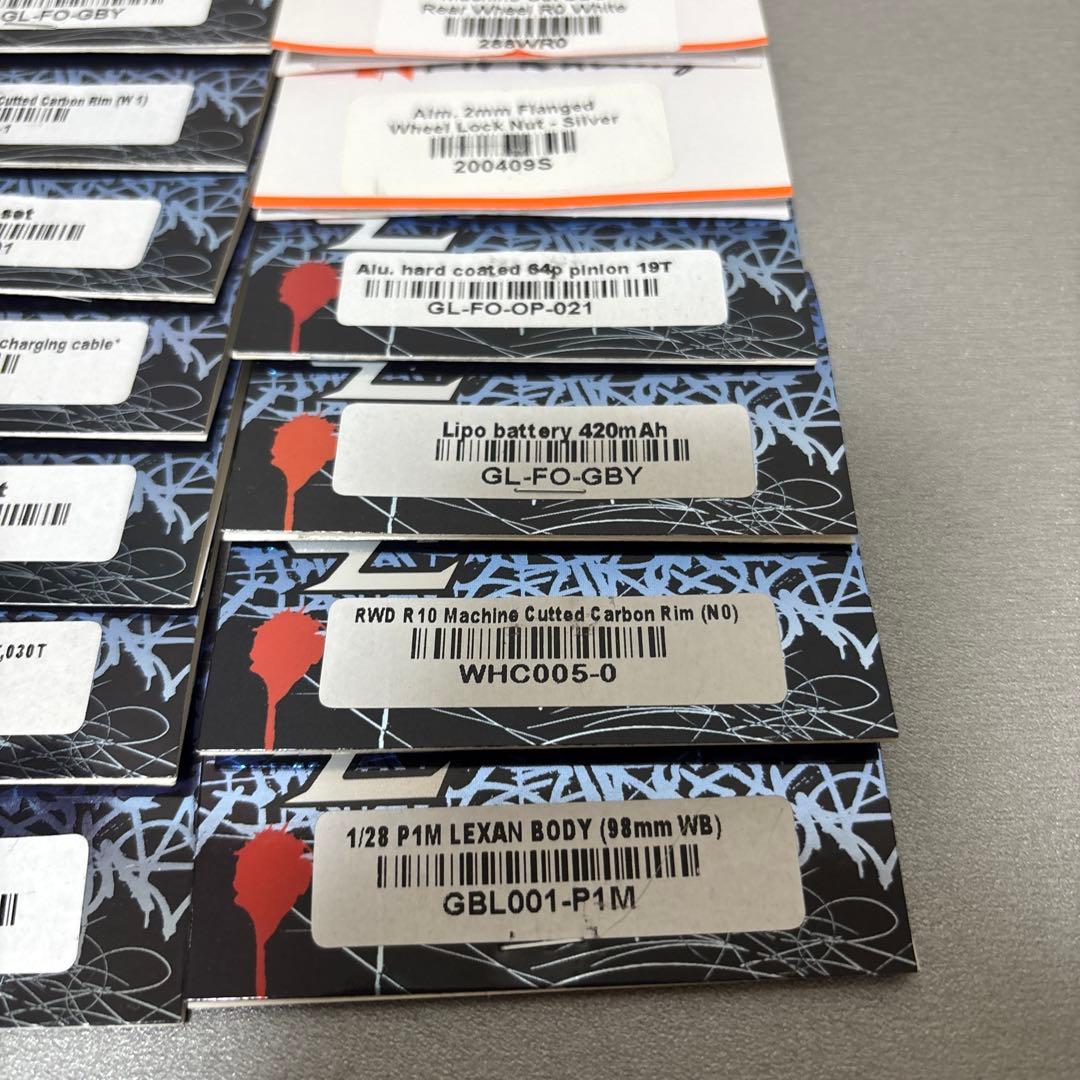 GL-FO-GBY
Cutted Carbon Rim (W1)
-1
set
charging cable*
,030T
Rear Wheel R0 White
288WR0
Alm. 2mm Flanged
Wheel Lock Nut - Silver
200409S
Alu. hard coated 64p pinion 19T
GL-FO-OP-021
Lipo battery 420mAh
GL-FO-GBY
RWD R10 Machine Cutted Carbon Rim (N0)
WHC005-0
1/28 P1M LEXAN BODY (98mm WB)
GBL001-P1M